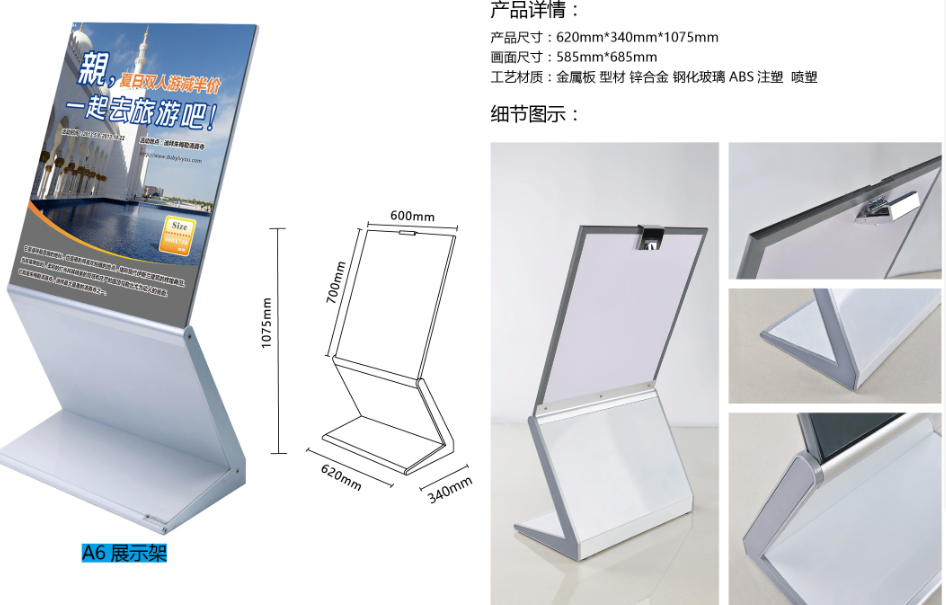 親,
夏日双人游减半价
一起去旅游吧!
Size
A6 展示架
600mm
700mm
1075mm
620mm
340mm
产品详情：
产品尺寸：620mm*340mm*1075mm
画面尺寸：585mm*685mm
工艺材质：金属板 型材 锌合金 钢化玻璃 ABS 注塑 喷塑
细节图示：